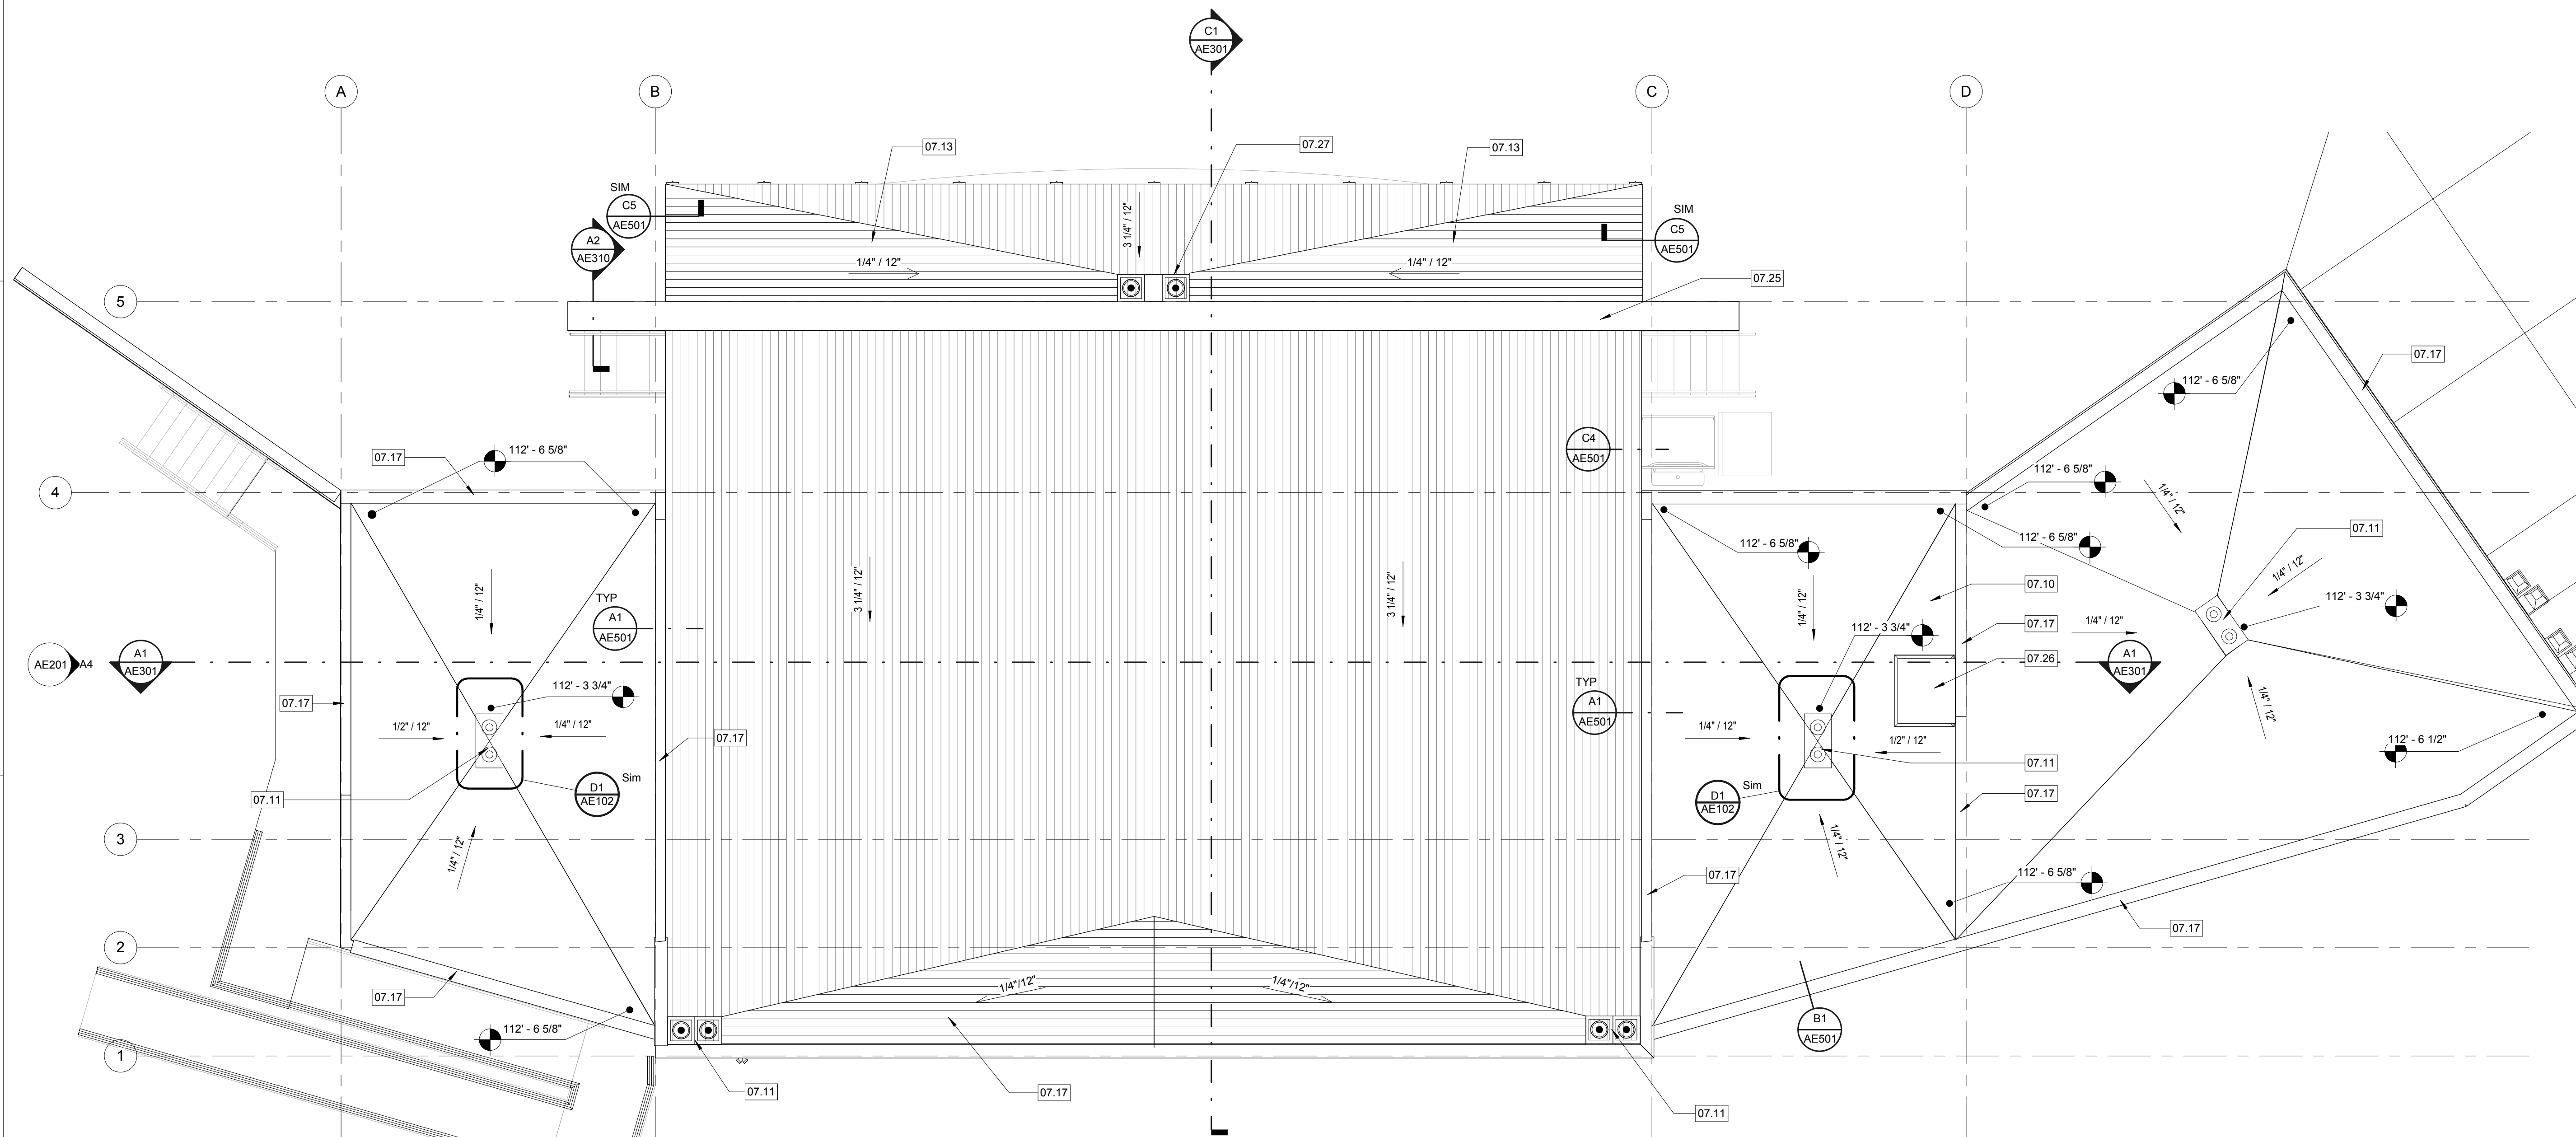 C1
AE301
A
B
C
D
07.13
07.27
07.13
SIM
C5
AE501
SIM
C5
AE501
A2
AE310
3 1/4" / 12"
1/4" / 12"
1/4" / 12"
07.25
5
07.17
112' - 6 5/8"
C4
AE501
112' - 6 5/8"
07.17
112' - 6 5/8"
4
112' - 6 5/8"
112' - 6 5/8"
1/4" / 12"
07.11
1/4" / 12"
3 1/4" / 12"
3 1/4" / 12"
1/4" / 12"
1/4" / 12"
07.10
112' - 3 3/4"
TYP
A1
AE501
112' - 3 3/4"
07.17
1/4" / 12"
AE201
A4
A1
AE301
07.26
A1
AE301
07.17
112' - 3 3/4"
TYP
A1
AE501
1/4" / 12"
1/2" / 12"
1/4" / 12"
07.17
1/4" / 12"
1/2" / 12"
112' - 6 1/2"
07.11
07.11
D1
AE102
Sim
D1
AE102
Sim
07.17
3
1/4" / 12"
1/4" / 12"
07.17
112' - 6 5/8"
2
07.17
07.17
1/4"/12"
1/4"/12"
112' - 6 5/8"
B1
AE501
1
07.11
07.17
07.11